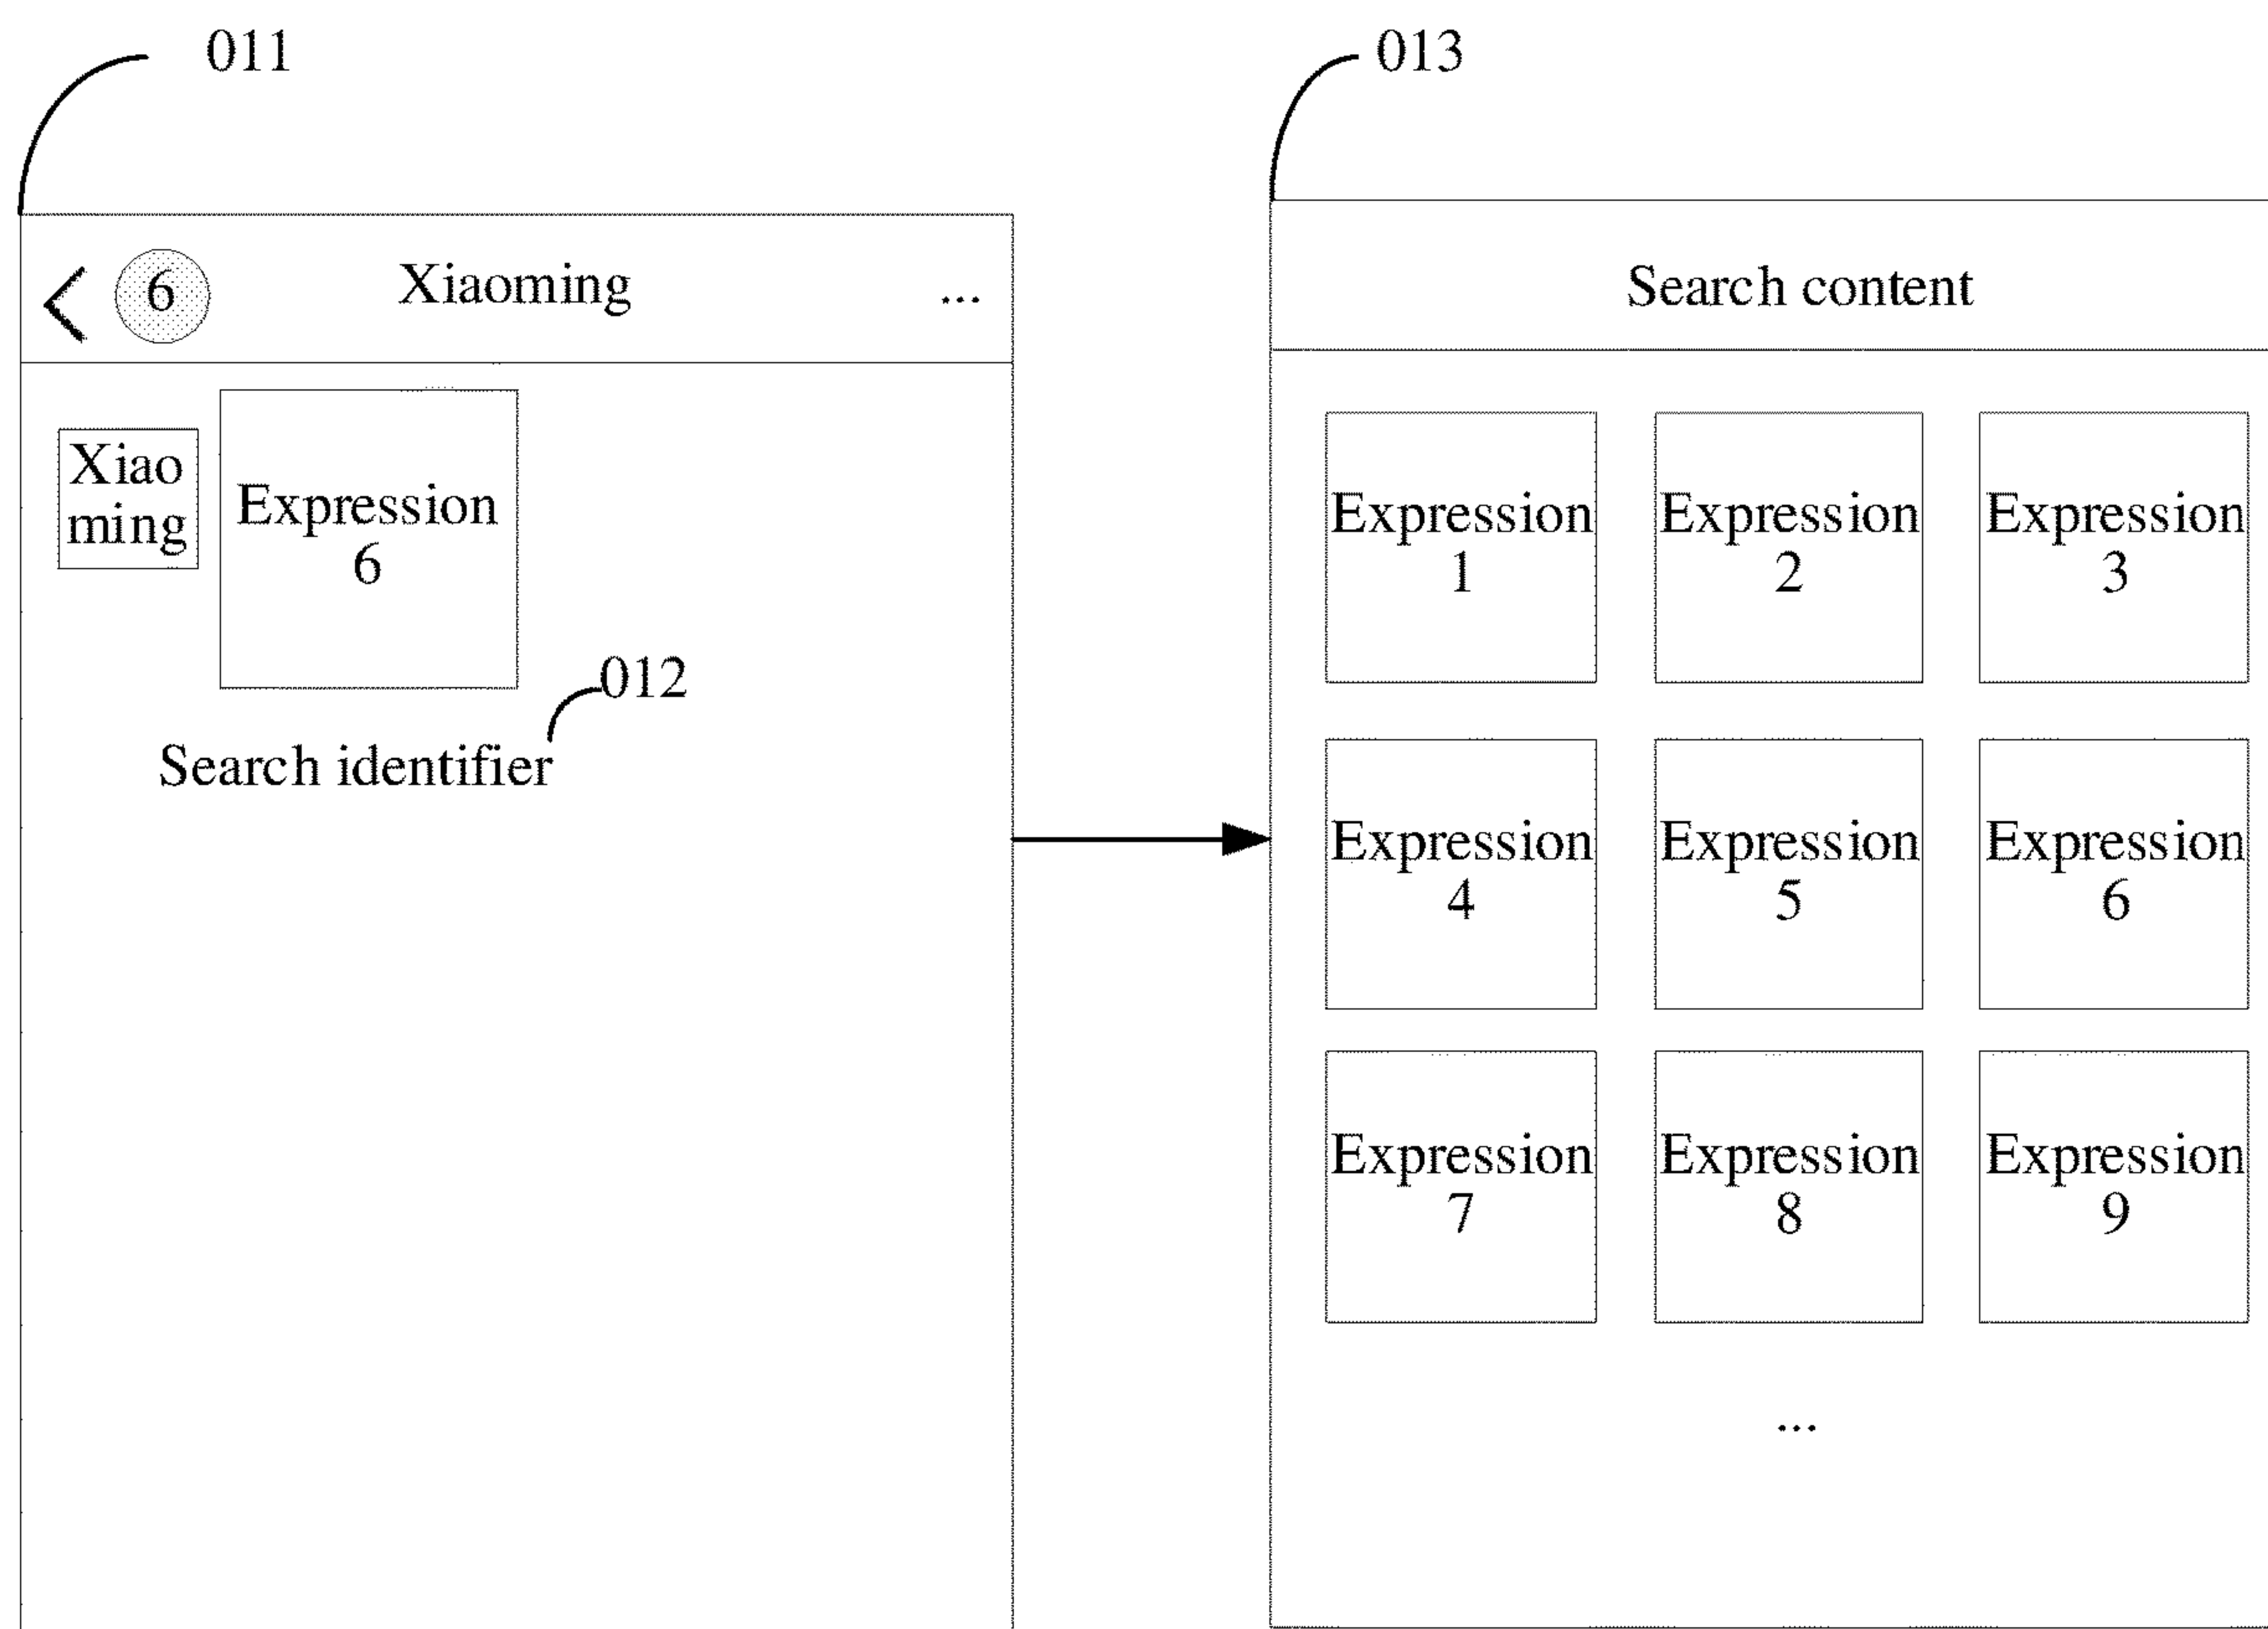 011
6
Xiaoming
...
Xiao
ming
Expression
6
012
Search identifier
013
Search content
Expression
1
Expression
2
Expression
3
Expression
4
Expression
5
Expression
6
Expression
7
Expression
8
Expression
9
...